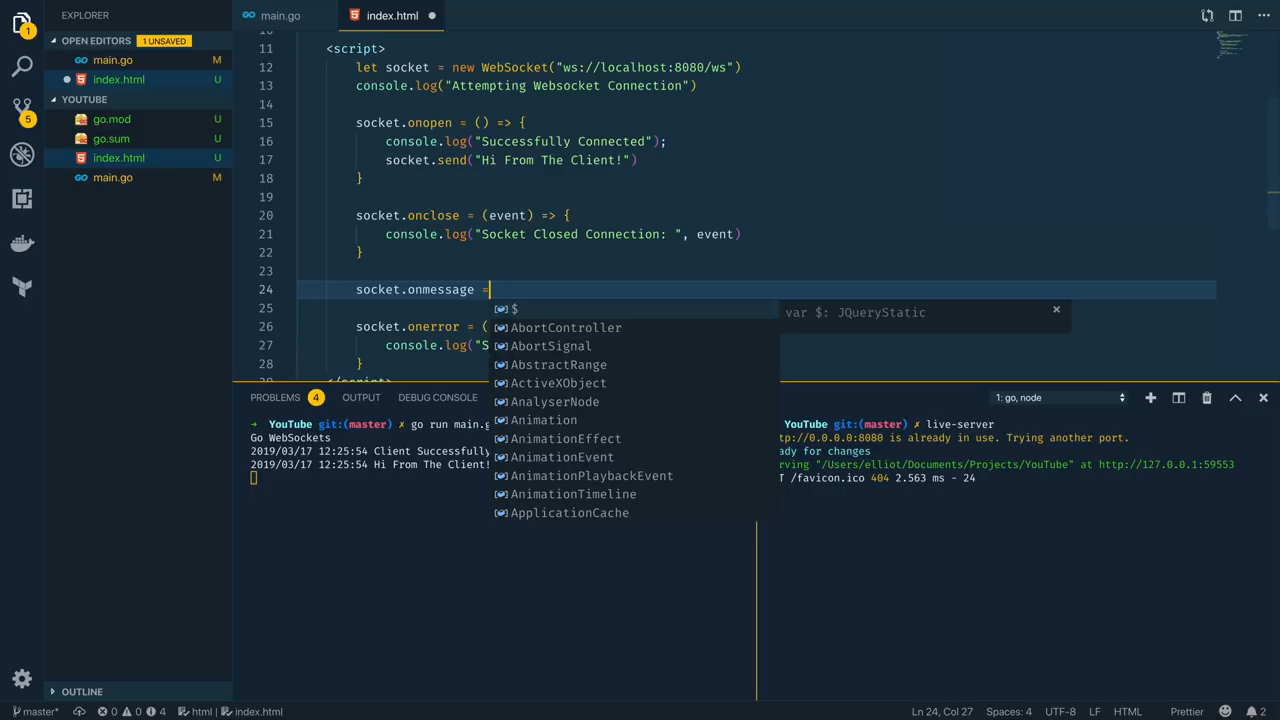 1
EXPLORER
OPEN EDITORS 1 UNSAVED
main.go M
index.html U
5
YOUTUBE
go.mod U
go.sum U
index.html U
main.go M
OUTLINE
main.go
index.html
11 <script>
12 let socket = new WebSocket("ws://localhost:8080/ws")
13 console.log("Attempting Websocket Connection")
14
15 socket.onopen = () => {
16 console.log("Successfully Connected");
17 socket.send("Hi From The Client!")
18 }
19
20 socket.onclose = (event) => {
21 console.log("Socket Closed Connection: ", event)
22 }
23
24 socket.onmessage =
25
26 socket.onerror = (
27 console.log("S
28 }
$
AbortController
AbortSignal
AbstractRange
ActiveXObject
AnalyserNode
Animation
AnimationEffect
AnimationEvent
AnimationPlaybackEvent
AnimationTimeline
ApplicationCache
var $: JQueryStatic
PROBLEMS 4 OUTPUT DEBUG CONSOLE
1: go, node
→ YouTube git:(master) ✗ go run main.g
Go WebSockets
2019/03/17 12:25:54 Client Successfully
2019/03/17 12:25:54 Hi From The Client!
YouTube git:(master) ✗ live-server
tp://0.0.0.0:8080 is already in use. Trying another port.
ady for changes
rving "/Users/elliot/Documents/Projects/YouTube" at http://127.0.0.1:59553
T /favicon.ico 404 2.563 ms - 24
master* 0 0 4 html | index.html
Ln 24, Col 27 Spaces: 4 UTF-8 LF HTML Prettier 2